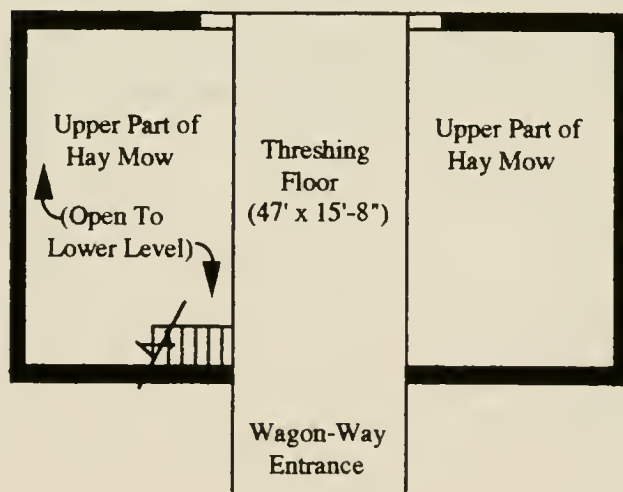 Upper Part of
Hay Mow
(Open To
Lower Level)
Threshing
Floor
(47' x 15'-8")
Upper Part of
Hay Mow
Wagon-Way
Entrance